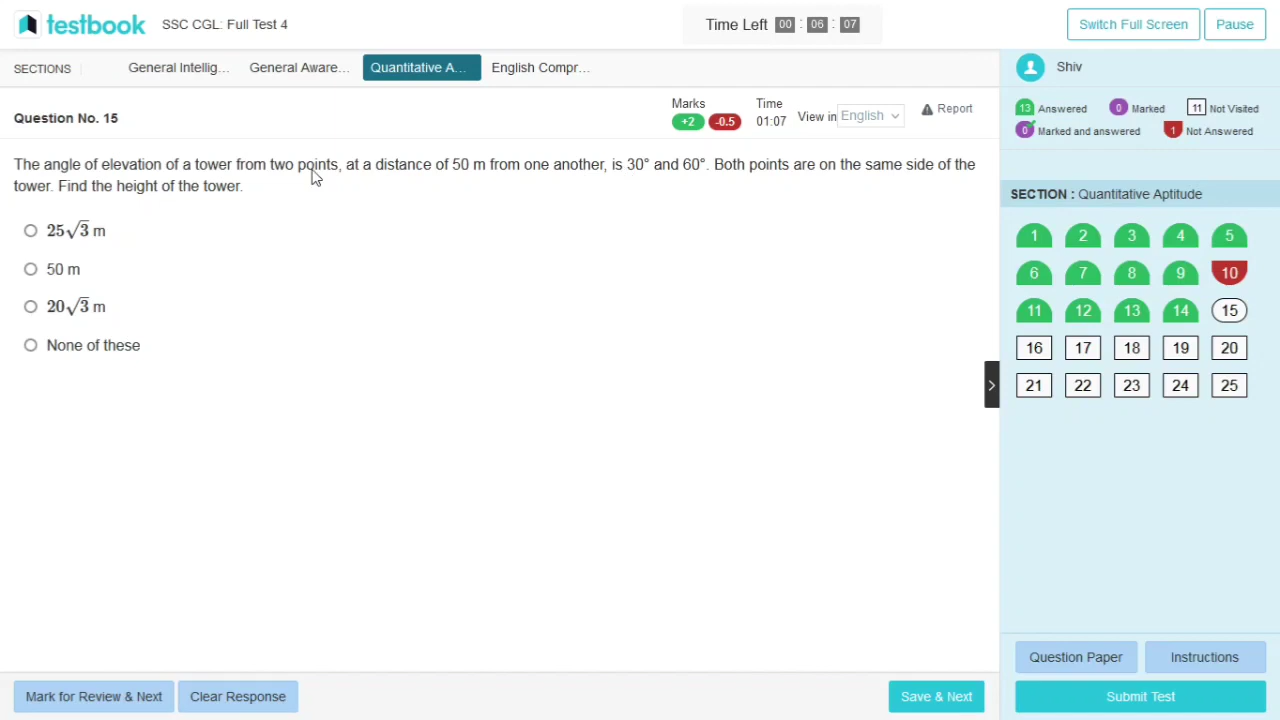 testbook SSC CGL: Full Test 4 Time Left 00 : 06 : 07 Switch Full Screen Pause
SECTIONS General Intellig... General Aware... Quantitative A... English Compr...
Shiv
Question No. 15
Marks
+2 -0.5
Time
01:07
View in English
Report
13 Answered 0 Marked 11 Not Visited
0 Marked and answered 1 Not Answered
The angle of elevation of a tower from two points, at a distance of 50 m from one another, is 30° and 60°. Both points are on the same side of the
tower. Find the height of the tower.
25√3 m
50 m
20√3 m
None of these
SECTION : Quantitative Aptitude
1 2 3 4 5
6 7 8 9 10
11 12 13 14 15
16 17 18 19 20
21 22 23 24 25
Question Paper Instructions
Mark for Review & Next Clear Response Save & Next Submit Test